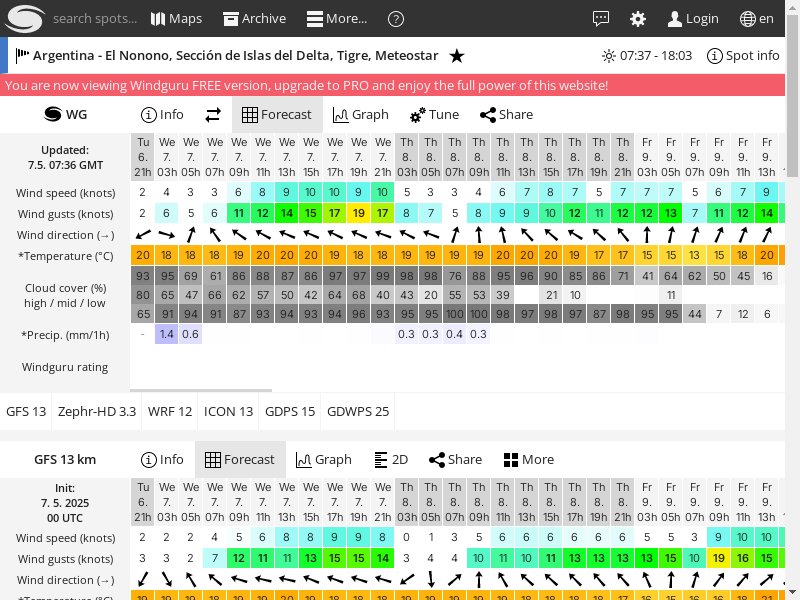 search spots... Maps Archive More... ? Login en
Argentina - El Nonono, Sección de Islas del Delta, Tigre, Meteostar ★ 07:37 - 18:03 Spot info
You are now viewing Windguru FREE version, upgrade to PRO and enjoy the full power of this website!
WG Info Forecast Graph Tune Share
Updated:
7.5. 07:36 GMT
Tu We We We We We We We We We We Th Th Th Th Th Th Th Th Th Th Fr Fr Fr Fr Fr Fr
6. 7. 7. 7. 7. 7. 7. 7. 7. 7. 7. 8. 8. 8. 8. 8. 8. 8. 8. 8. 8. 9. 9. 9. 9. 9. 9.
21h 03h 05h 07h 09h 11h 13h 15h 17h 19h 21h 03h 05h 07h 09h 11h 13h 15h 17h 19h 21h 03h 05h 07h 09h 11h 13h
Wind speed (knots) 2 4 3 3 6 8 9 10 10 9 10 5 3 3 4 6 7 8 7 5 7 7 7 5 6 7 9
Wind gusts (knots) 2 6 5 6 11 12 14 15 17 19 17 8 7 5 8 9 9 10 12 11 12 12 13 7 11 12 14
Wind direction (→)
*Temperature (°C) 20 18 18 18 19 20 20 20 19 19 19 19 19 19 19 20 20 20 19 17 17 15 15 13 15 18 20
Cloud cover (%)
high / mid / low
93 95 69 61 86 88 87 86 97 97 99 98 98 76 88 95 96 90 85 86 71 41 64 62 50 45 16
80 65 47 66 62 57 50 42 64 68 40 43 20 55 53 39 21 10 11
65 91 94 91 87 93 94 93 94 96 93 95 95 100 100 98 97 98 97 87 98 95 95 44 7 12 6
*Precip. (mm/1h) - 1.4 0.6 0.3 0.3 0.4 0.3
Windguru rating
GFS 13 Zephr-HD 3.3 WRF 12 ICON 13 GDPS 15 GDWPS 25
GFS 13 km Info Forecast Graph 2D Share More
Init:
7. 5. 2025
00 UTC
Tu We We We We We We We We We We Th Th Th Th Th Th Th Th Th Th Fr Fr Fr Fr Fr Fr
6. 7. 7. 7. 7. 7. 7. 7. 7. 7. 7. 8. 8. 8. 8. 8. 8. 8. 8. 8. 8. 9. 9. 9. 9. 9. 9.
21h 03h 05h 07h 09h 11h 13h 15h 17h 19h 21h 03h 05h 07h 09h 11h 13h 15h 17h 19h 21h 03h 05h 07h 09h 11h 13h
Wind speed (knots) 2 2 2 4 5 6 8 8 9 9 8 0 1 3 5 6 6 6 6 6 6 5 5 3 9 10 10
Wind gusts (knots) 3 3 2 7 12 11 11 13 15 15 14 3 4 4 10 11 10 11 13 13 13 13 15 10 19 16 15
Wind direction (→)
*Temperature (°C)